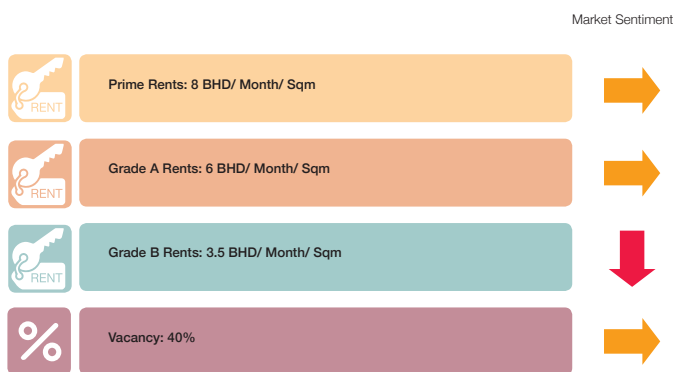 Market Sentiment
RENT
Prime Rents: 8 BHD/ Month/ Sqm
RENT
Grade A Rents: 6 BHD/ Month/ Sqm
RENT
Grade B Rents: 3.5 BHD/ Month/ Sqm
%
Vacancy: 40%